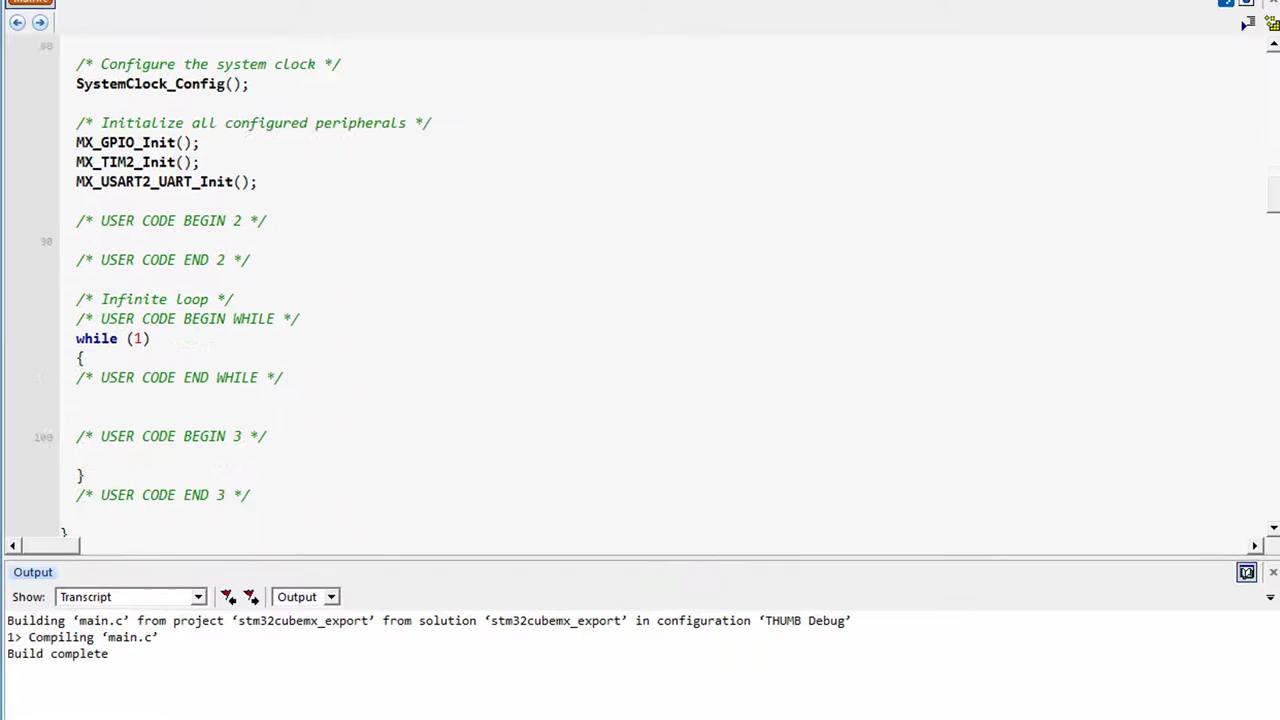 80
/* Configure the system clock */
SystemClock_Config();
/* Initialize all configured peripherals */
MX_GPIO_Init();
MX_TIM2_Init();
MX_USART2_UART_Init();
/* USER CODE BEGIN 2 */
90
/* USER CODE END 2 */
/* Infinite loop */
/* USER CODE BEGIN WHILE */
while (1)
{
/* USER CODE END WHILE */
100 /* USER CODE BEGIN 3 */
}
/* USER CODE END 3 */
}
Output
Show: Transcript Output
Building ‘main.c’ from project ‘stm32cubemx_export’ from solution ‘stm32cubemx_export’ in configuration ‘THUMB Debug’
1> Compiling ‘main.c’
Build complete